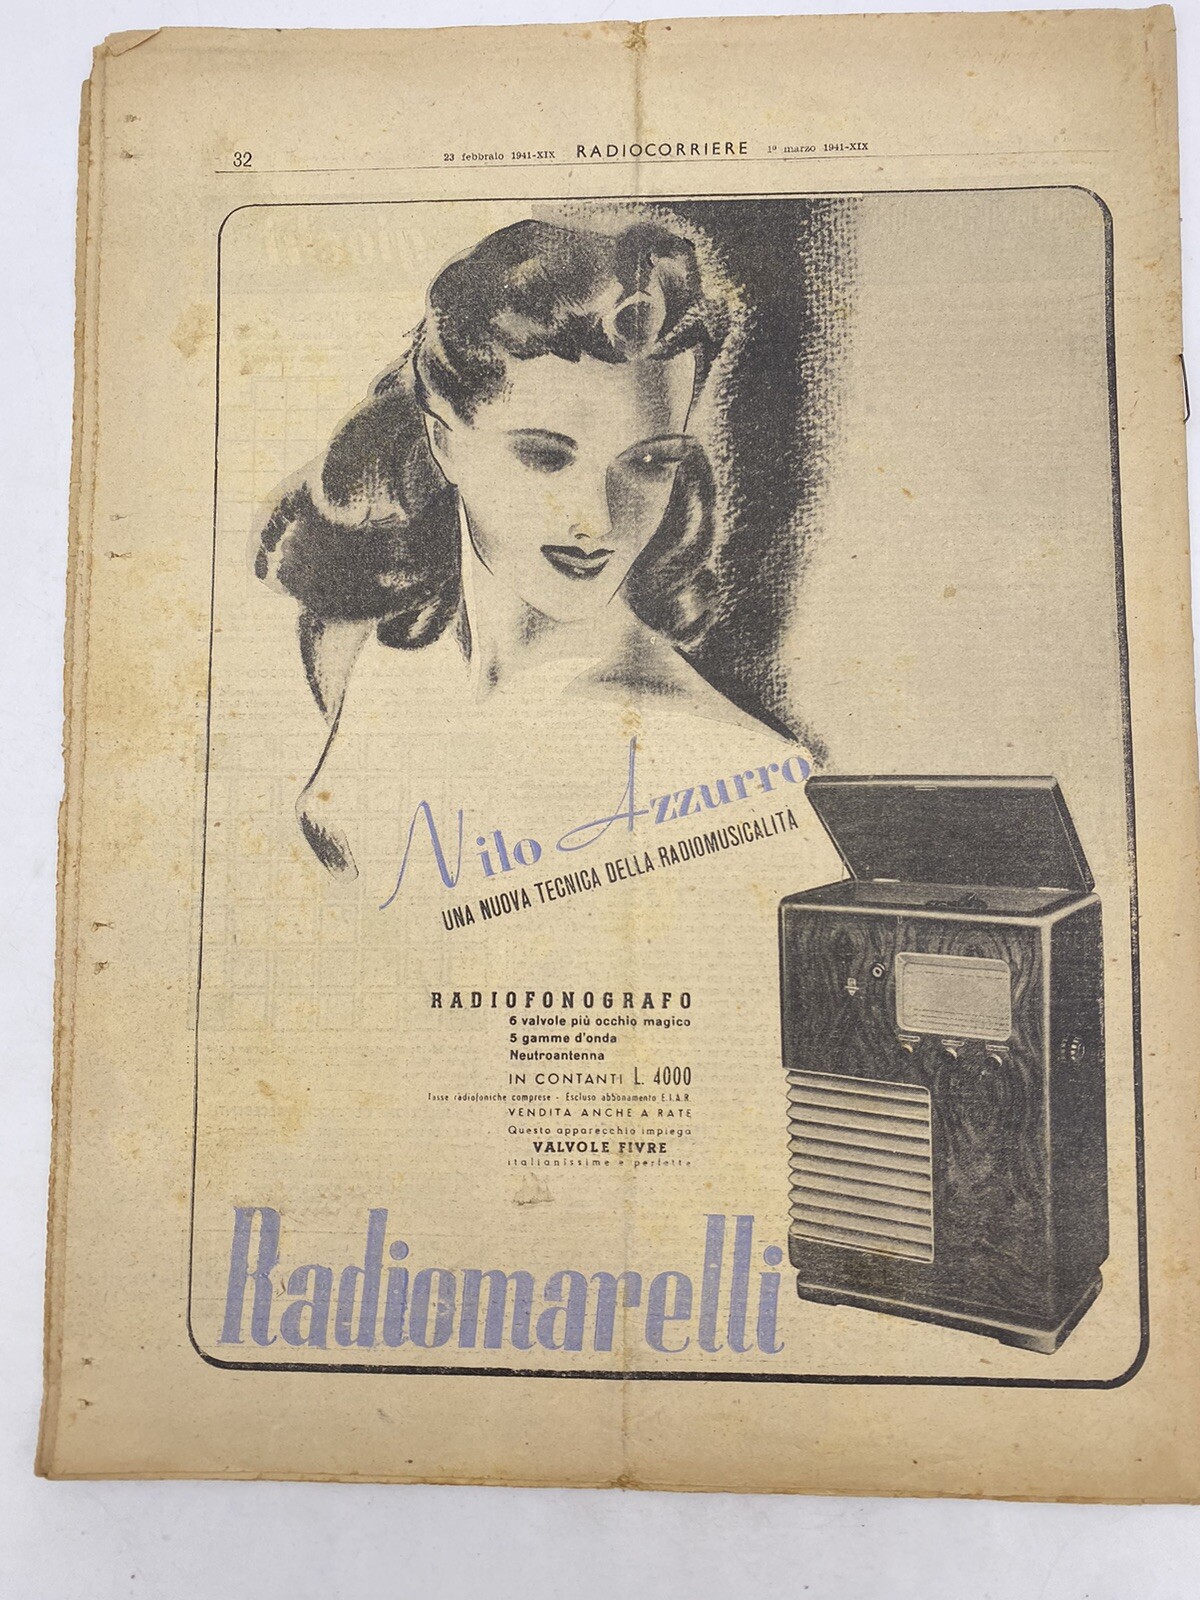 32
23 febbraio 1941-XIX RADIOCORRIERE 1º marzo 1941-XIX
Nilo Azzurro
UNA NUOVA TECNICA DELLA RADIOMUSICALITÀ
RADIOFONOGRAFO
6 valvole più occhio magico
5 gamme d'onda
Neutroantenna
IN CONTANTI L. 4000
Tasse radiofoniche comprese - Escluso abbonamento E.I.A.R.
VENDITA ANCHE A RATE
Questo apparecchio impiega
VALVOLE FIVRE
italianissime e perfette
Radiomarelli